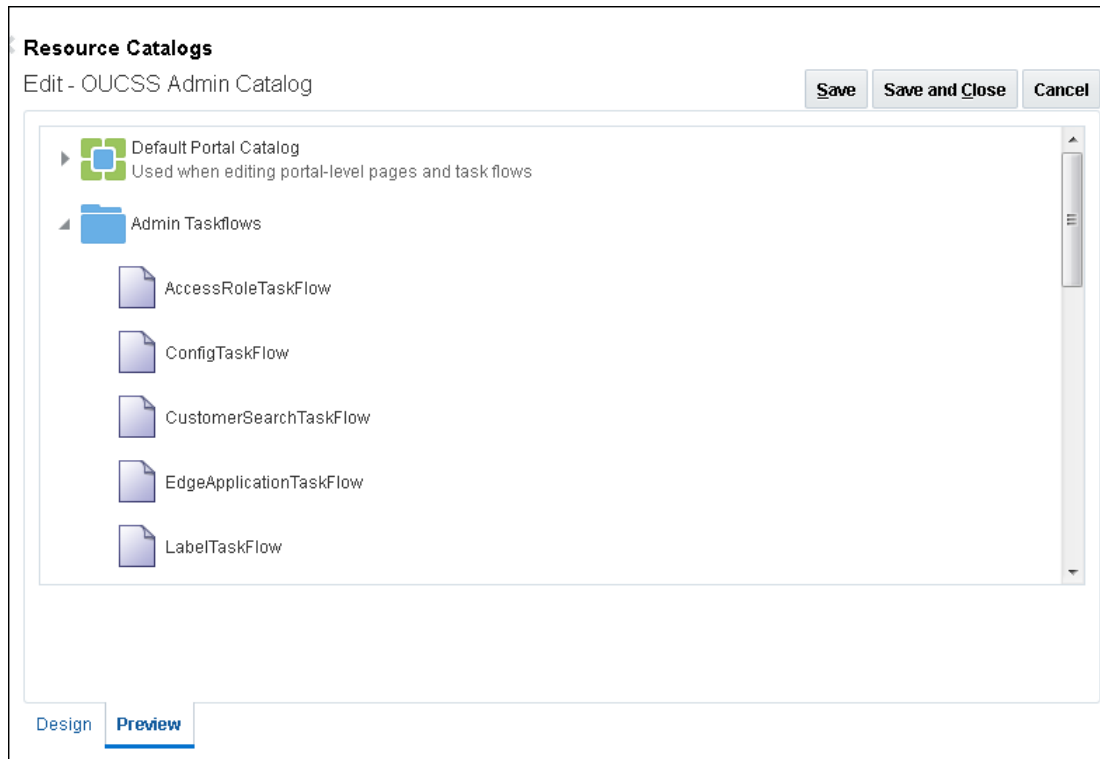 Resource Catalogs
Edit - OUCSS Admin Catalog
Save
Save and Close
Cancel
Default Portal Catalog
Used when editing portal-level pages and task flows
Admin Taskflows
AccessRoleTaskFlow
ConfigTaskFlow
CustomerSearchTaskFlow
EdgeApplicationTaskFlow
LabelTaskFlow
Design
Preview